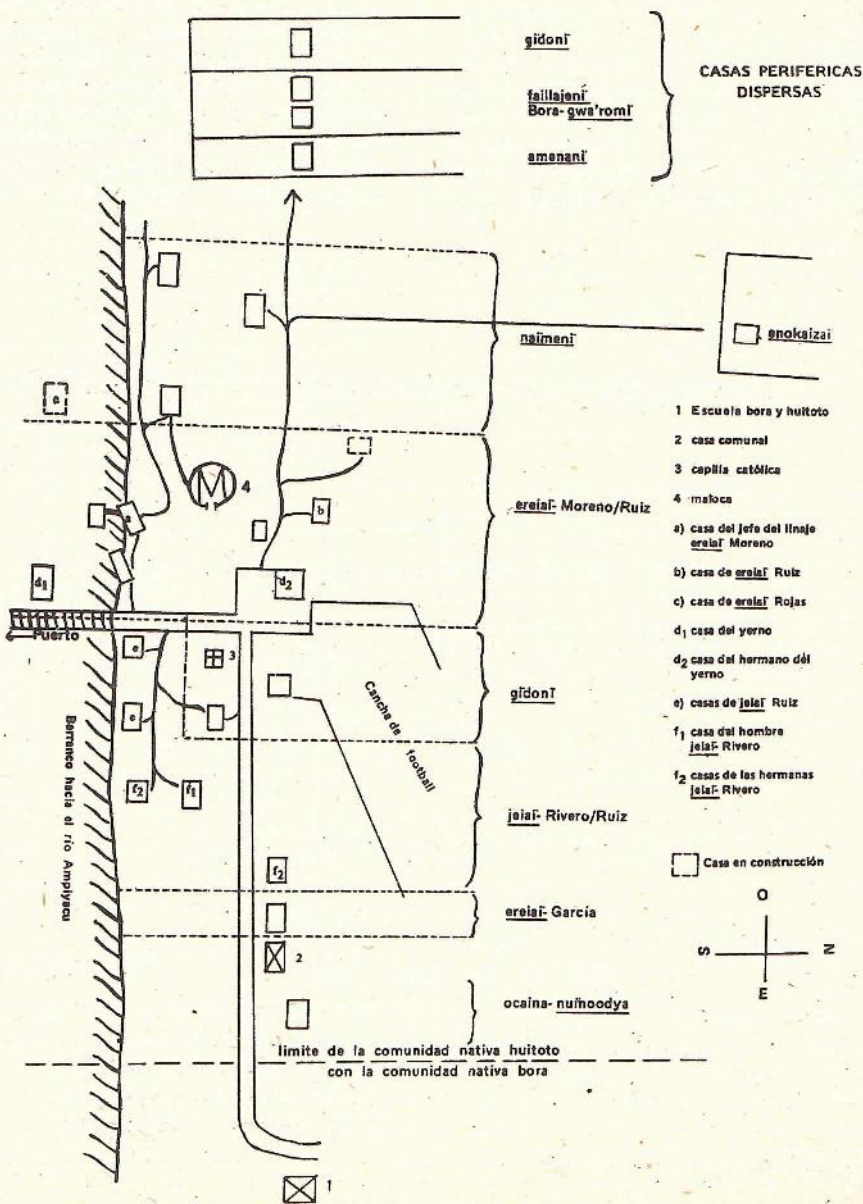 gidonï
CASAS PERIFERICAS
DISPERSAS
faillajenï
Bora- gwa'romï
amenanï
naimenï
enokaizai
c
1 Escuela bora y huitoto
2 casa comunal
3 capilla católica
4 maloca
a) casa del jefe del linaje
ereiaï Moreno
b) casa de ereiaï Ruiz
c) casa de ereiaï Rojas
d1 casa del yerno
d2 casa del hermano del
yerno
e) casas de jeiaï Ruiz
f1 casa del hombre
jeiaï- Rivero
f2 casas de las hermanas
jeiaï- Rivero
Casa en construcción
M 4
ereiaï- Moreno/Ruiz
b
a
d1
d2
Puerto
e
3
gidonï
Cancha de
football
e
f2
f1
jeiaï- Rivero/Ruiz
Barranco hacia el río Ampiyacu
f2
ereiaï- García
2
O
S
N
E
ocaina- nuihoodya
limite de la comunidad nativa huitoto
con la comunidad nativa bora
1